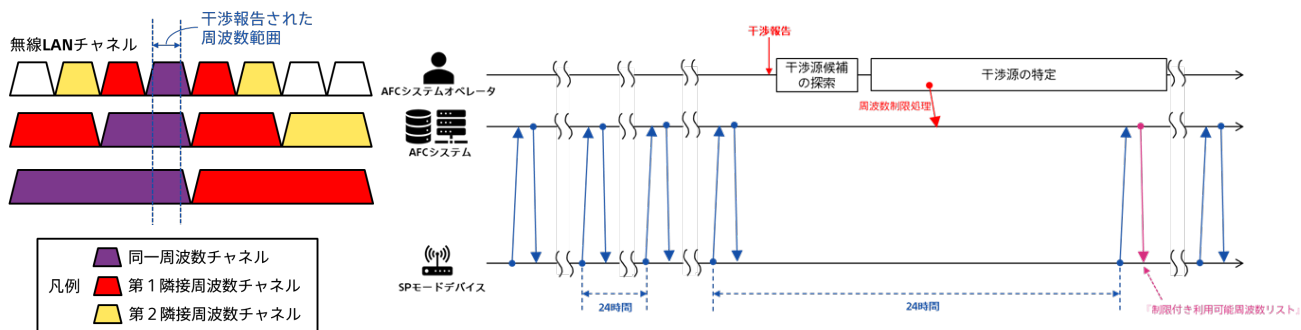 干渉報告された
周波数範囲
無線LANチャネル
凡例
同一周波数チャネル
第1隣接周波数チャネル
第2隣接周波数チャネル
干渉報告
AFCシステムオペレータ
干渉源候補
の探索
干渉源の特定
周波数制限処理
AFCシステム
SPモードデバイス
24時間
24時間
『制限付き利用可能周波数リスト』